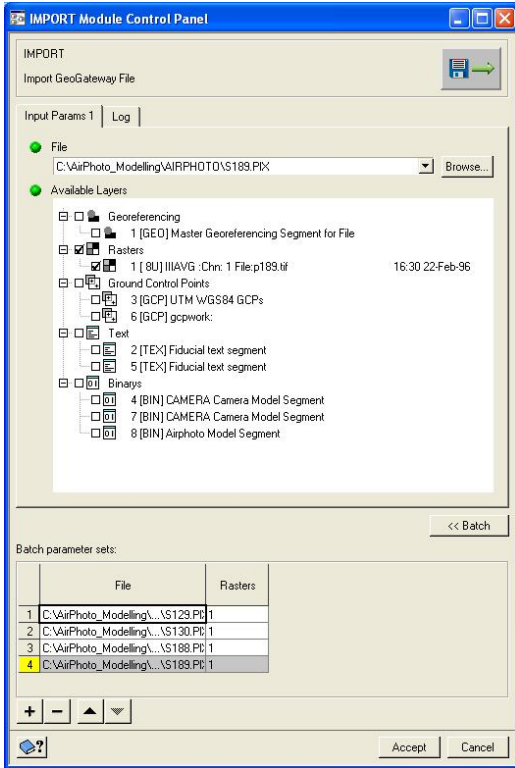 IMPORT Module Control Panel
IMPORT
Import GeoGateway File
Input Params 1 Log
File
C:\AirPhoto_Modelling\AIRPHOTO\S189.PIX Browse...
Available Layers
Georeferencing
1 [GEO] Master Georeferencing Segment for File
Rasters
1 [ 8U] IIIAVG :Chn: 1 File:p189.tif 16:30 22-Feb-96
Ground Control Points
3 [GCP] UTM WGS84 GCPs
6 [GCP] gcpwork:
Text
2 [TEX] Fiducial text segment
5 [TEX] Fiducial text segment
Binarys
4 [BIN] CAMERA Camera Model Segment
7 [BIN] CAMERA Camera Model Segment
8 [BIN] Airphoto Model Segment
<< Batch
Batch parameter sets:
File Rasters
1 C:\AirPhoto_Modelling\...\S129.PI 1
2 C:\AirPhoto_Modelling\...\S130.PI 1
3 C:\AirPhoto_Modelling\...\S188.PI 1
4 C:\AirPhoto_Modelling\...\S189.PI 1
+ −
? Accept Cancel